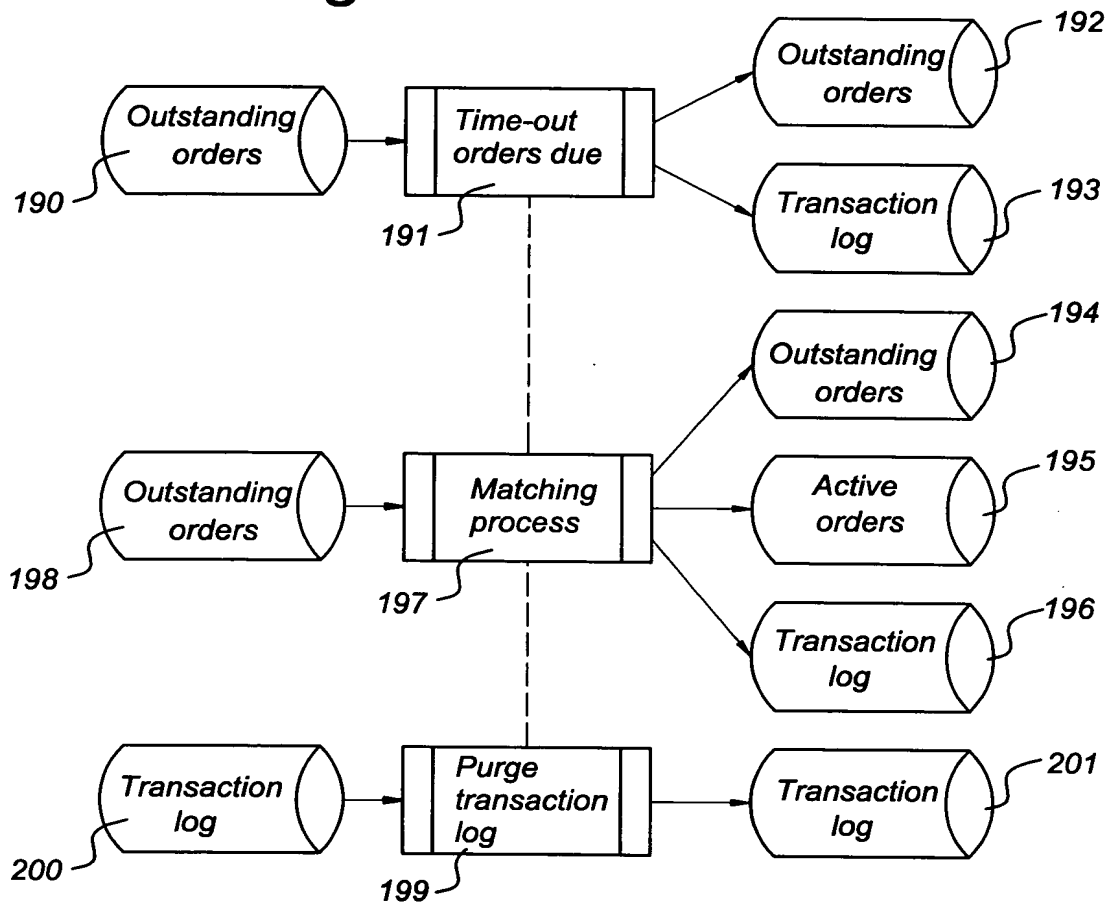 192
Outstanding
orders
Outstanding
orders
190
Time-out
orders due
191
193
Transaction
log
194
Outstanding
orders
Outstanding
orders
198
Matching
process
197
195
Active
orders
196
Transaction
log
Transaction
log
200
Purge
transaction
log
199
201
Transaction
log